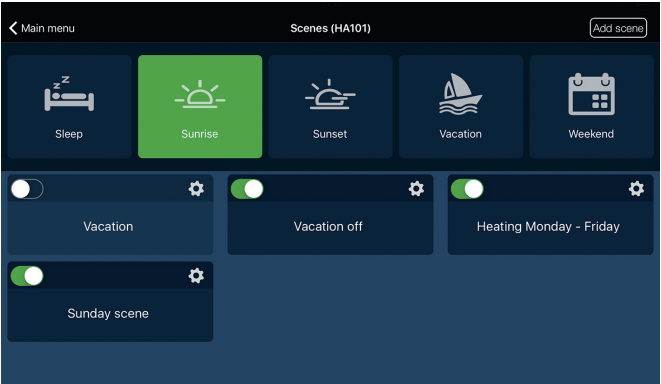 Main menu
Scenes (HA101)
Add scene
z z
Sleep
Sunrise
Sunset
Vacation
Weekend
Vacation
Vacation off
Heating Monday - Friday
Sunday scene